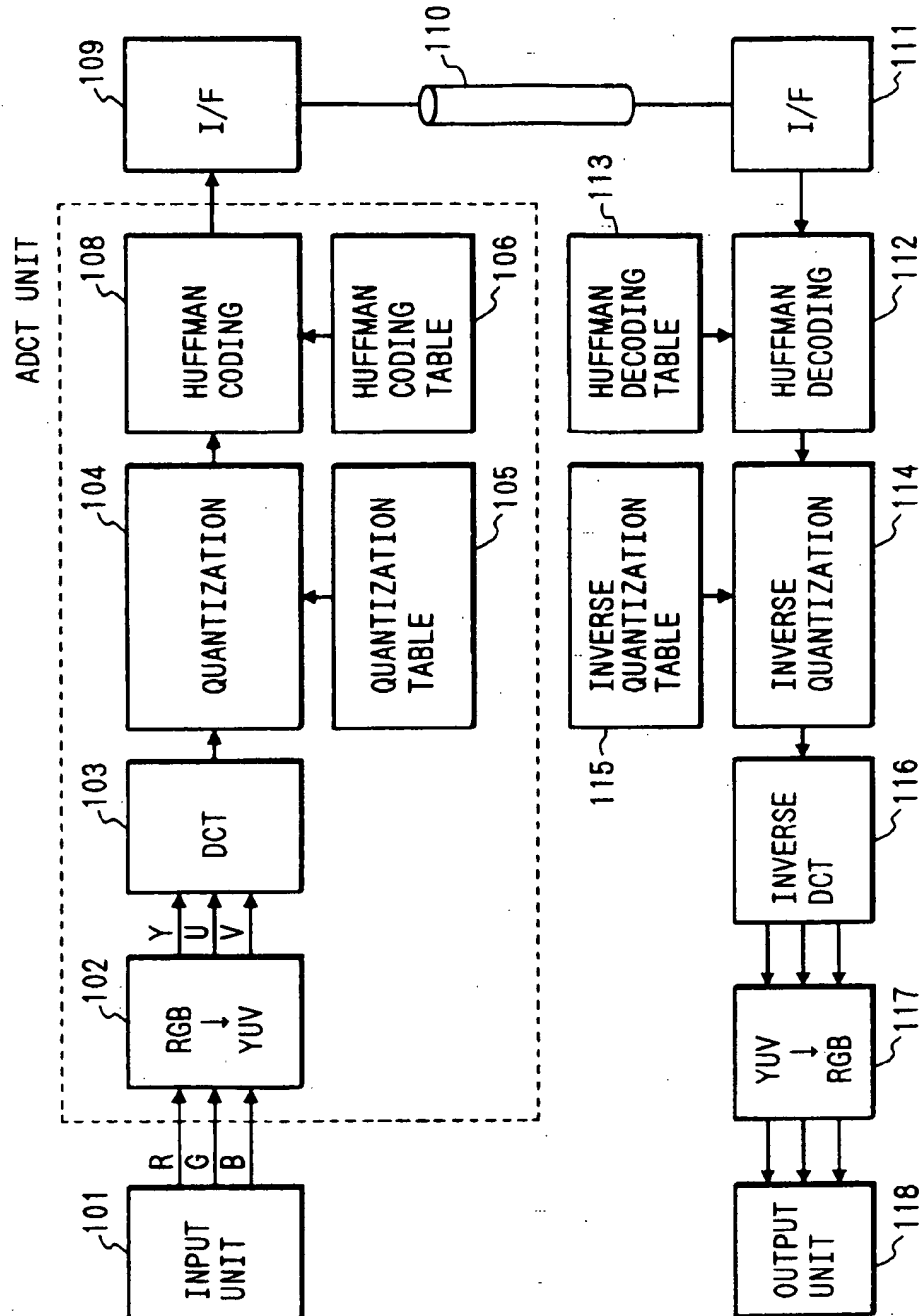 ADCT UNIT
101
INPUT
UNIT
R
G
B
102
RGB
↓
YUV
Y
U
V
103
DCT
104
QUANTIZATION
105
QUANTIZATION
TABLE
108
HUFFMAN
CODING
106
HUFFMAN
CODING
TABLE
109
I/F
110
111
I/F
112
HUFFMAN
DECODING
113
HUFFMAN
DECODING
TABLE
114
INVERSE
QUANTIZATION
115
INVERSE
QUANTIZATION
TABLE
116
INVERSE
DCT
117
YUV
↓
RGB
118
OUTPUT
UNIT